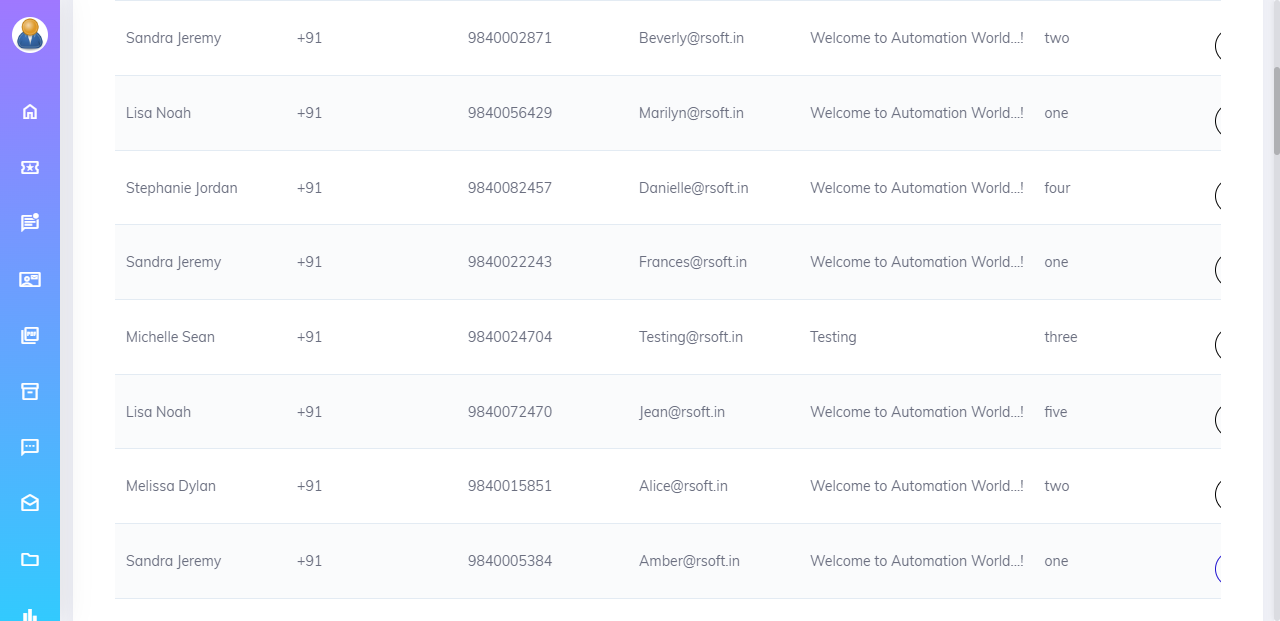 Sandra Jeremy +91 9840002871 Beverly@rsoft.in Welcome to Automation World...! two
Lisa Noah +91 9840056429 Marilyn@rsoft.in Welcome to Automation World...! one
Stephanie Jordan +91 9840082457 Danielle@rsoft.in Welcome to Automation World...! four
Sandra Jeremy +91 9840022243 Frances@rsoft.in Welcome to Automation World...! one
Michelle Sean +91 9840024704 Testing@rsoft.in Testing three
Lisa Noah +91 9840072470 Jean@rsoft.in Welcome to Automation World...! five
Melissa Dylan +91 9840015851 Alice@rsoft.in Welcome to Automation World...! two
Sandra Jeremy +91 9840005384 Amber@rsoft.in Welcome to Automation World...! one
PDF